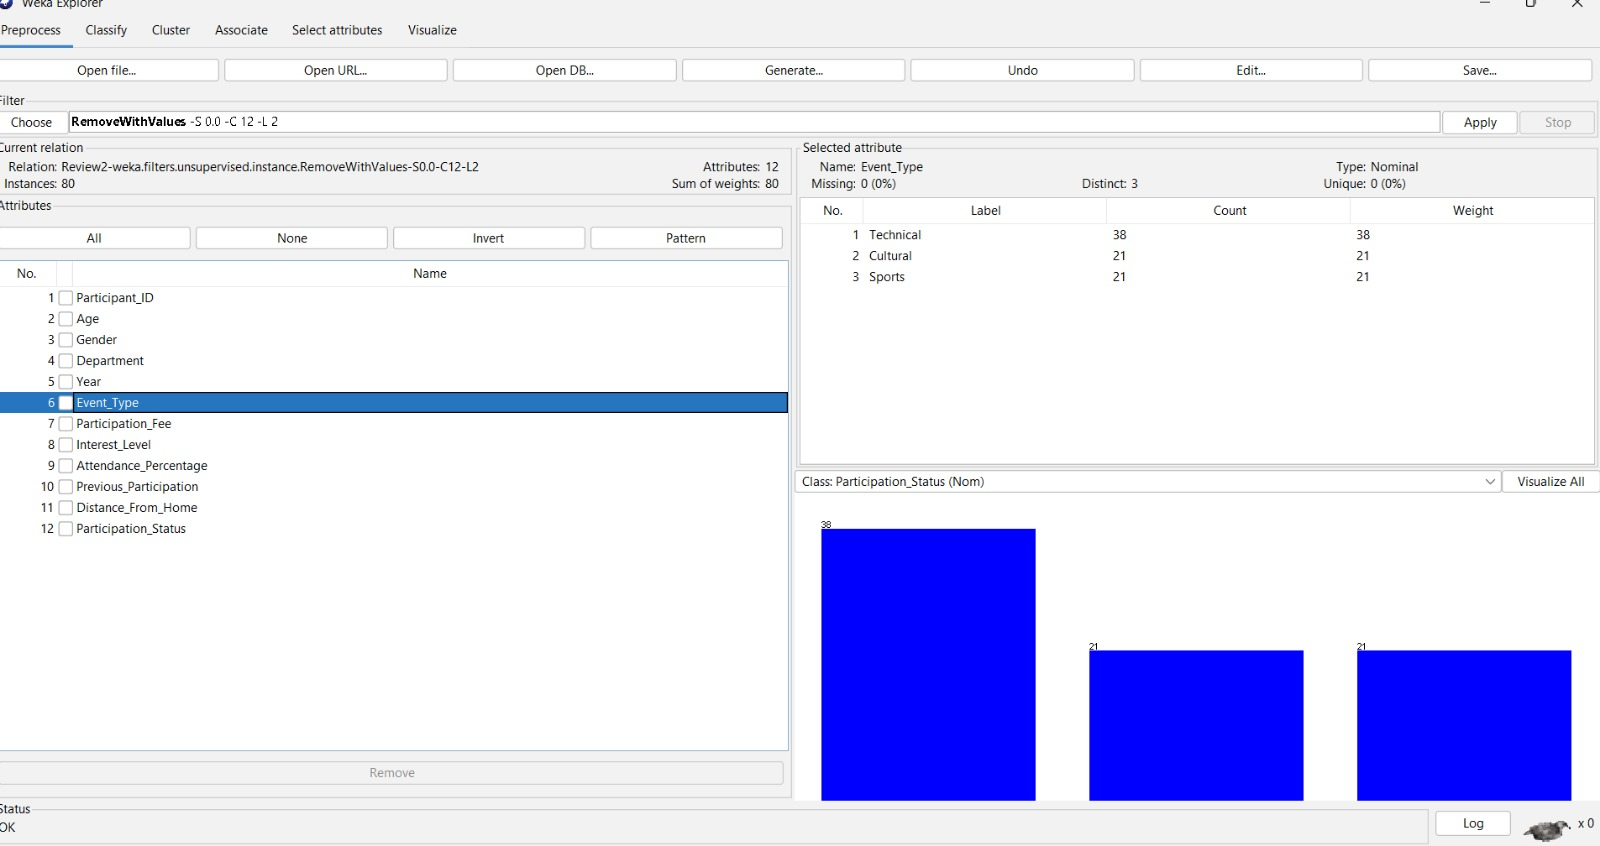 Weka Explorer
Preprocess Classify Cluster Associate Select attributes Visualize
Open file... Open URL... Open DB... Generate... Undo Edit... Save...
Filter
Choose RemoveWithValues -S 0.0 -C 12 -L 2 Apply Stop
Current relation
Relation: Review2-weka.filters.unsupervised.instance.RemoveWithValues-S0.0-C12-L2 Attributes: 12
Instances: 80 Sum of weights: 80
Attributes
All None Invert Pattern
No. Name
1 Participant_ID
2 Age
3 Gender
4 Department
5 Year
6 Event_Type
7 Participation_Fee
8 Interest_Level
9 Attendance_Percentage
10 Previous_Participation
11 Distance_From_Home
12 Participation_Status
Remove
Selected attribute
Name: Event_Type Type: Nominal
Missing: 0 (0%) Distinct: 3 Unique: 0 (0%)
No. Label Count Weight
1 Technical 38 38
2 Cultural 21 21
3 Sports 21 21
Class: Participation_Status (Nom) Visualize All
38
21 21
Status
OK
Log x 0